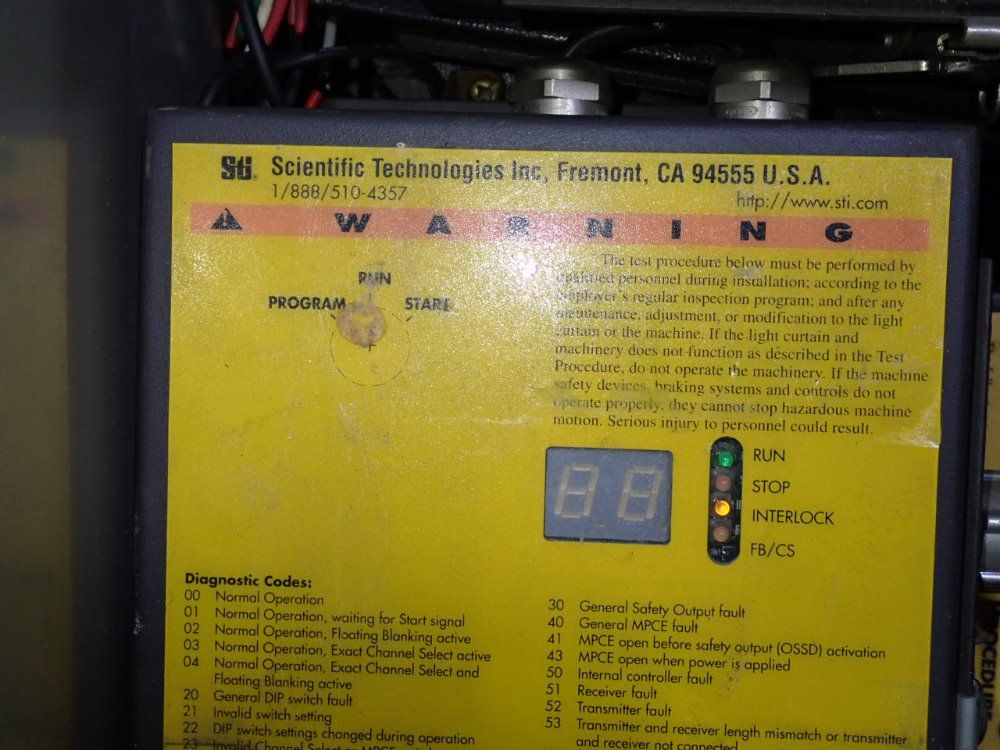 Sti Scientific Technologies Inc, Fremont, CA 94555 U.S.A.
1/888/510-4357 http://www.sti.com
WARNING
RUN
PROGRAM START
The test procedure below must be performed by
qualified personnel during installation; according to the
employer's regular inspection program; and after any
maintenance, adjustment, or modification to the light
curtain or the machine. If the light curtain and
machinery does not function as described in the Test
Procedure, do not operate the machinery. If the machine
safety devices, braking systems and controls do not
operate properly, they cannot stop hazardous machine
motion. Serious injury to personnel could result.
RUN
STOP
INTERLOCK
FB/CS
Diagnostic Codes:
00 Normal Operation
01 Normal Operation, waiting for Start signal
02 Normal Operation, Floating Blanking active
03 Normal Operation, Exact Channel Select active
04 Normal Operation, Exact Channel Select and
Floating Blanking active
20 General DIP switch fault
21 Invalid switch setting
22 DIP switch settings changed during operation
23 Invalid Channel Select or MPCE
30 General Safety Output fault
40 General MPCE fault
41 MPCE open before safety output (OSSD) activation
43 MPCE open when power is applied
50 Internal controller fault
51 Receiver fault
52 Transmitter fault
53 Transmitter and receiver length mismatch or transmitter
and receiver not connected